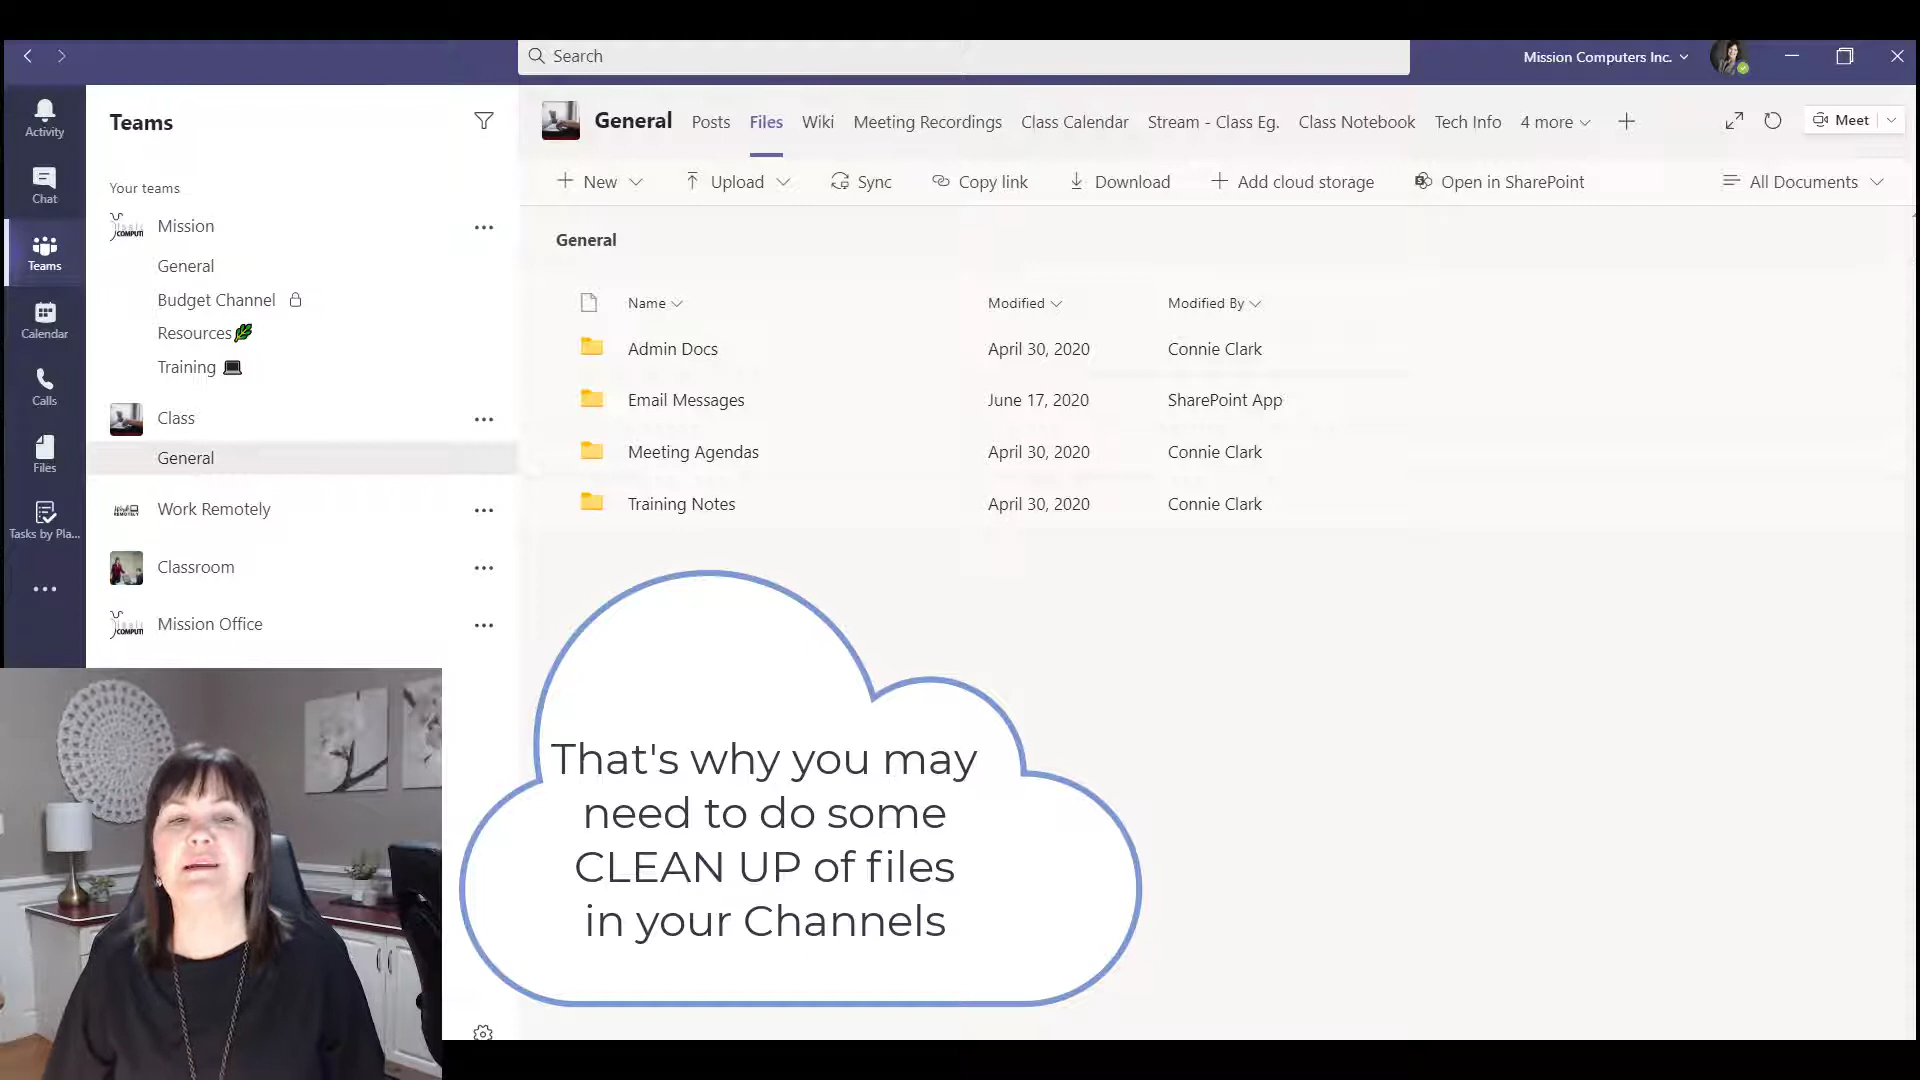 Search
Mission Computers Inc.
Activity
Chat
Teams
Calendar
Calls
Files
Tasks by Pla...
Teams
Your teams
Mission
General
Budget Channel
Resources
Training
Class
General
Work Remotely
Classroom
Mission Office
General Posts Files Wiki Meeting Recordings Class Calendar Stream - Class Eg. Class Notebook Tech Info 4 more
Meet
New Upload Sync Copy link Download Add cloud storage Open in SharePoint All Documents
General
Name Modified Modified By
Admin Docs April 30, 2020 Connie Clark
Email Messages June 17, 2020 SharePoint App
Meeting Agendas April 30, 2020 Connie Clark
Training Notes April 30, 2020 Connie Clark
That's why you may
need to do some
CLEAN UP of files
in your Channels